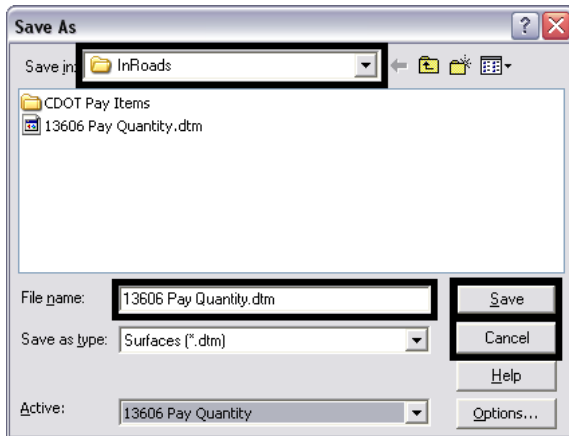 Save As
Save in: InRoads
CDOT Pay Items
13606 Pay Quantity.dtm
File name: 13606 Pay Quantity.dtm Save
Save as type: Surfaces (*.dtm) Cancel
Help
Active: 13606 Pay Quantity Options...